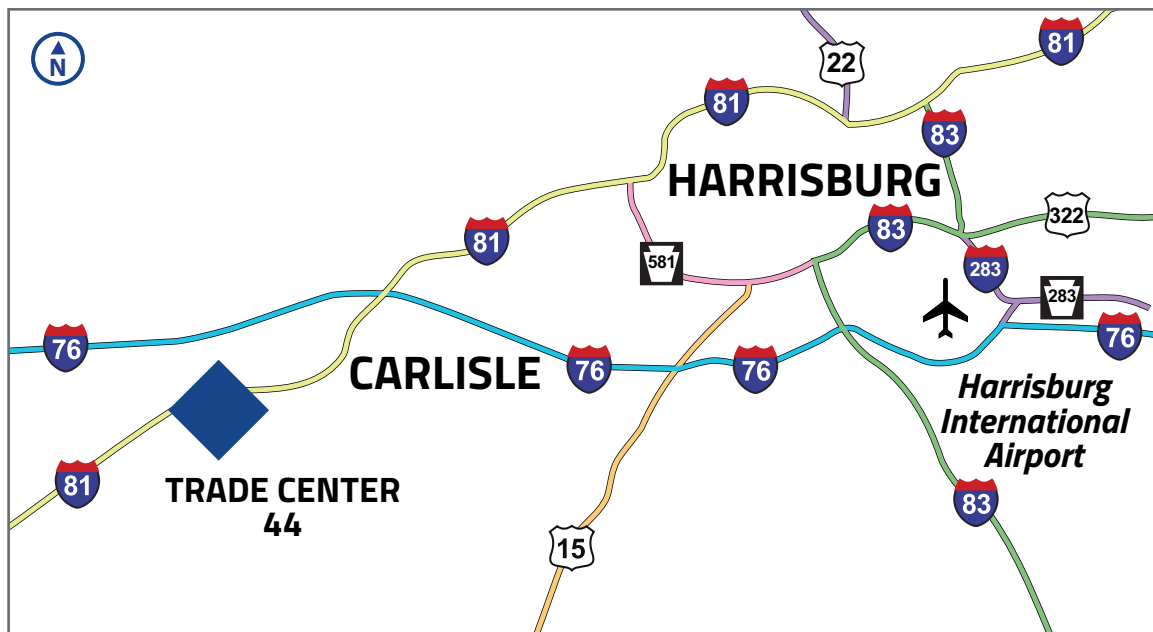 N
22
81
81
83
HARRISBURG
322
83
81
581
283
283
76
76
CARLISLE
76
76
Harrisburg
International
Airport
81
TRADE CENTER
44
83
15